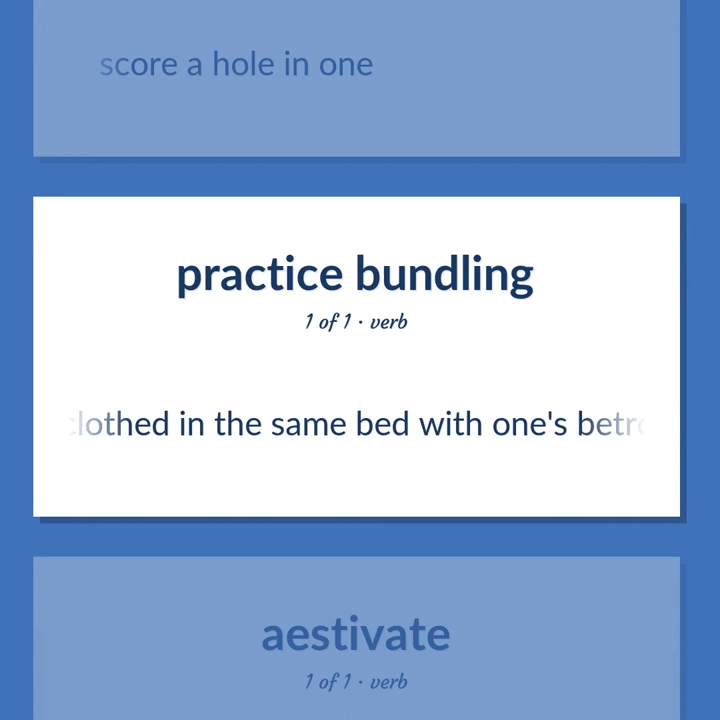 score a hole in one
practice bundling
1 of 1 · verb
clothed in the same bed with one's betro
aestivate
1 of 1 · verb